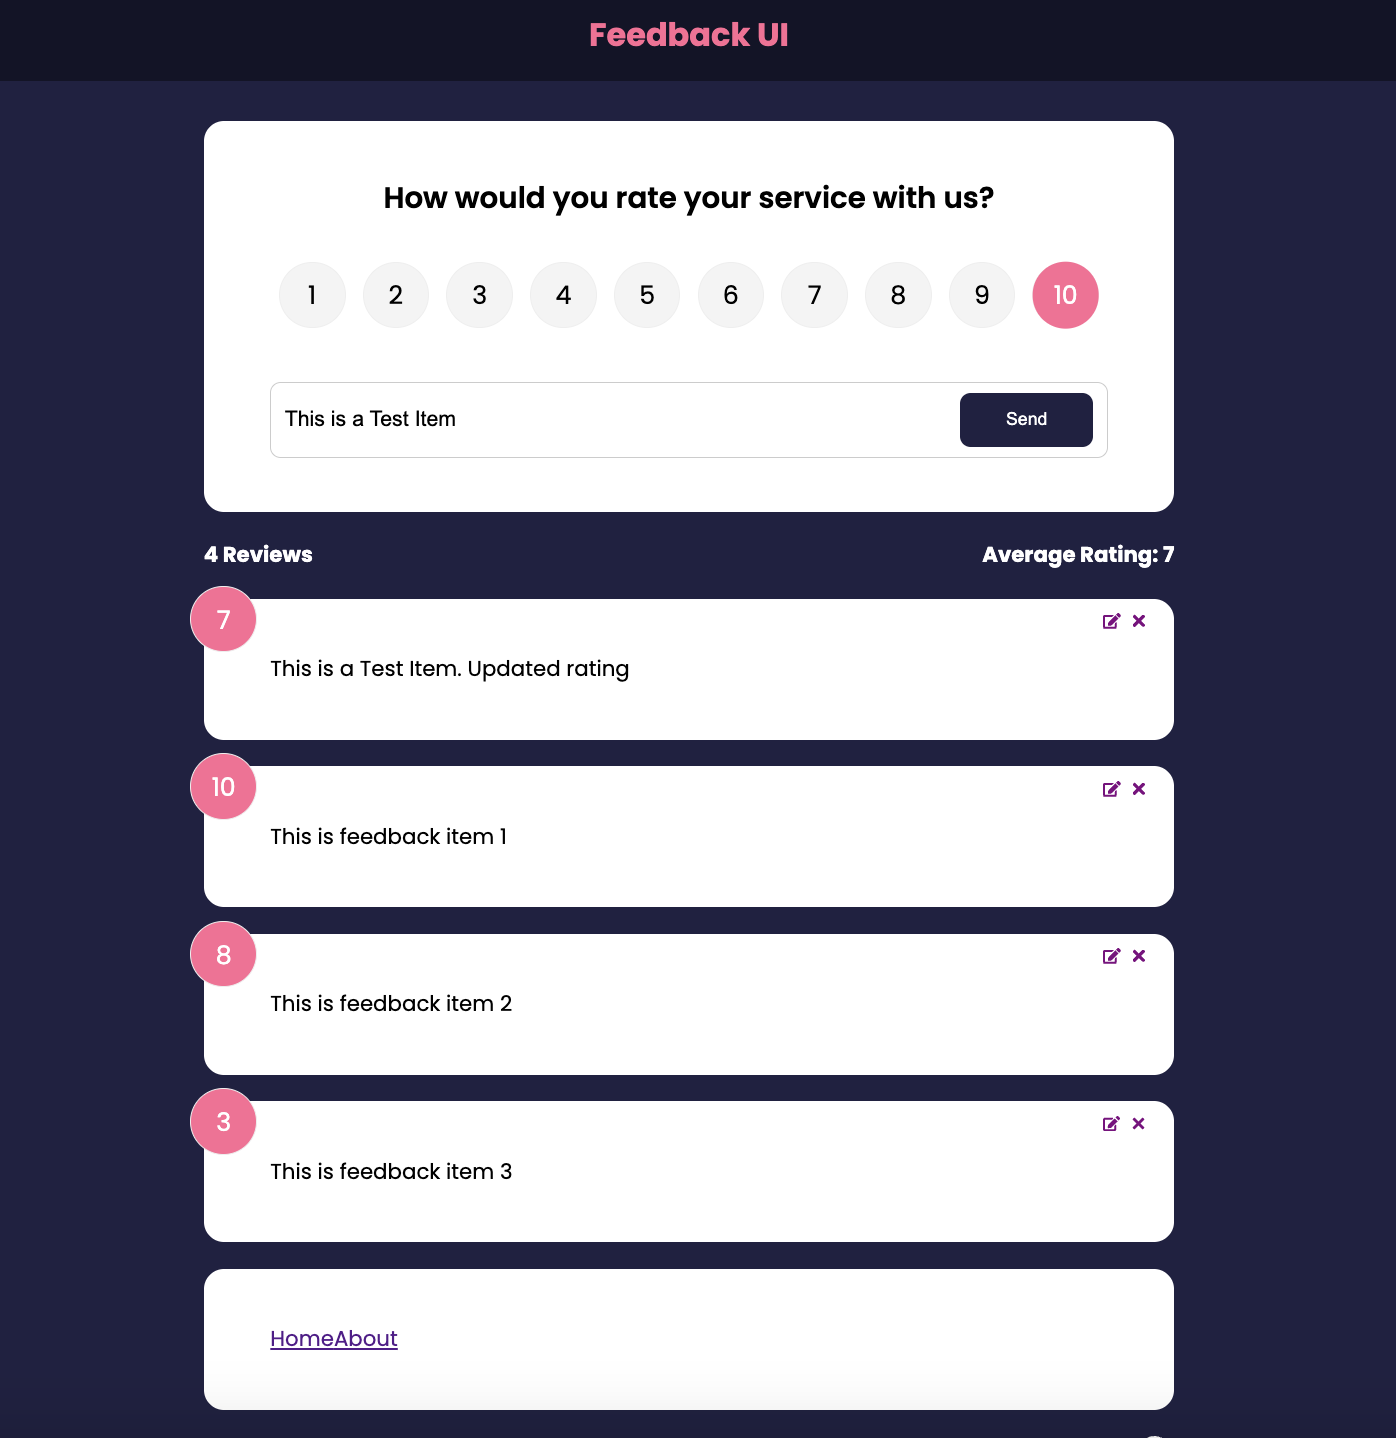 Feedback UI
How would you rate your service with us?
1 2 3 4 5 6 7 8 9 10
This is a Test Item
Send
4 Reviews
Average Rating: 7
7
This is a Test Item. Updated rating
10
This is feedback item 1
8
This is feedback item 2
3
This is feedback item 3
HomeAbout